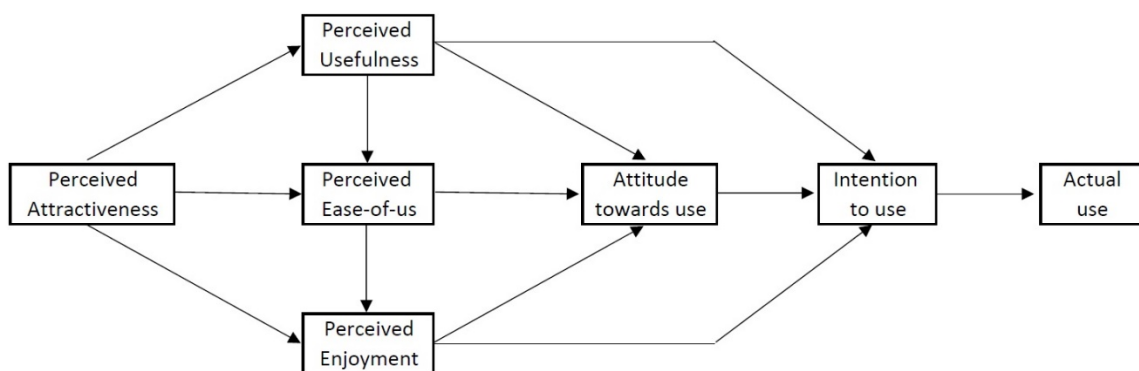 Perceived
Usefulness
Perceived
Attractiveness
Perceived
Ease-of-us
Attitude
towards use
Intention
to use
Actual
use
Perceived
Enjoyment